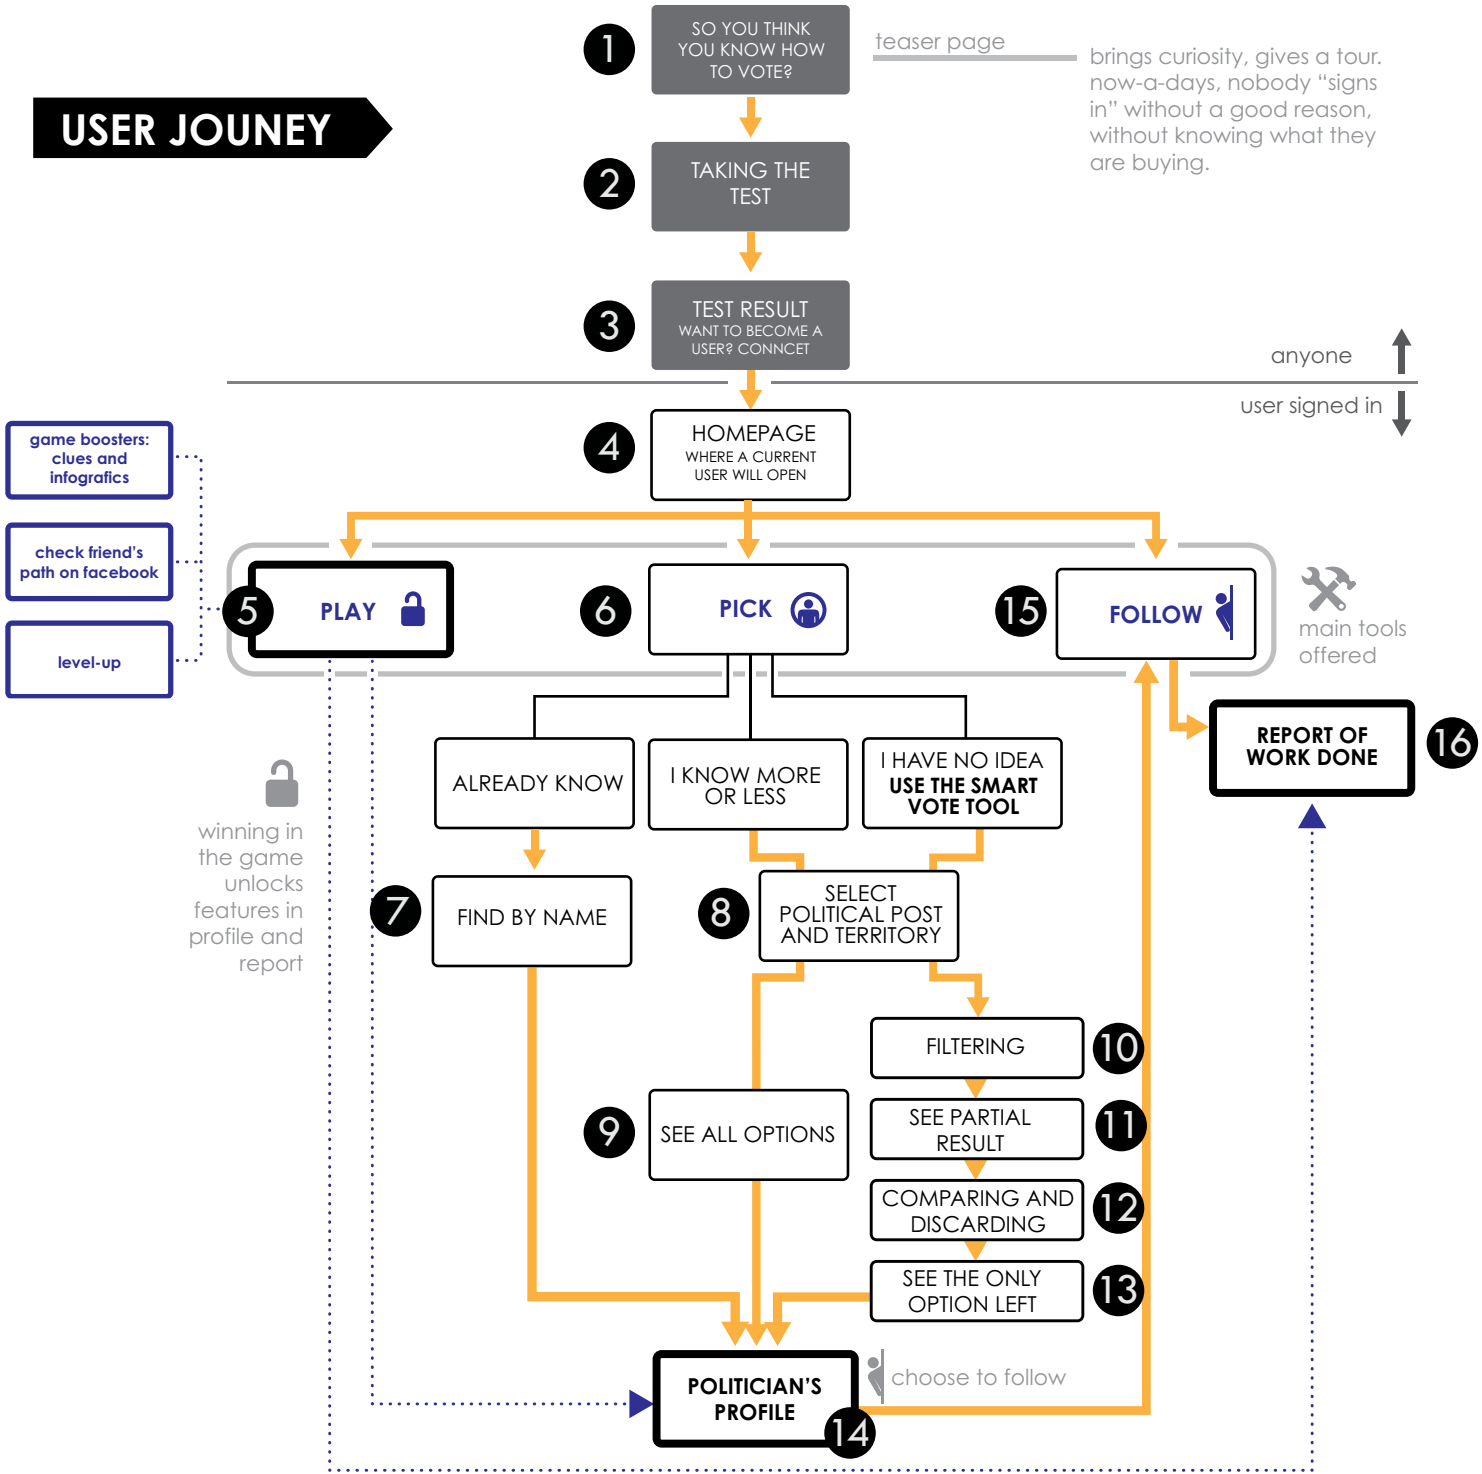 USER JOUNEY
1
SO YOU THINK
YOU KNOW HOW
TO VOTE?
teaser page
brings curiosity, gives a tour.
now-a-days, nobody “signs
in” without a good reason,
without knowing what they
are buying.
2
TAKING THE
TEST
3
TEST RESULT
WANT TO BECOME A
USER? CONNCET
anyone
user signed in
4
HOMEPAGE
WHERE A CURRENT
USER WILL OPEN
game boosters:
clues and
infografics
check friend's
path on facebook
level-up
5
PLAY
6
PICK
15
FOLLOW
main tools
offered
REPORT OF
WORK DONE
16
ALREADY KNOW
I KNOW MORE
OR LESS
I HAVE NO IDEA
USE THE SMART
VOTE TOOL
winning in
the game
unlocks
features in
profile and
report
7
FIND BY NAME
8
SELECT
POLITICAL POST
AND TERRITORY
FILTERING
10
9
SEE ALL OPTIONS
SEE PARTIAL
RESULT
11
COMPARING AND
DISCARDING
12
SEE THE ONLY
OPTION LEFT
13
POLITICIAN’S
PROFILE
14
choose to follow